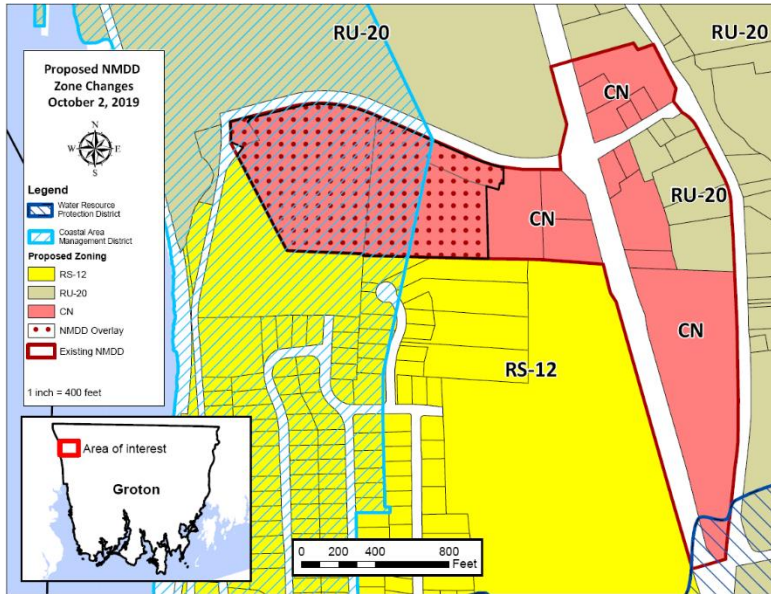 Proposed NMDD
Zone Changes
October 2, 2019
N
W E
S
Legend
Water Resource
Protection District
Coastal Area
Management District
Proposed Zoning
RS-12
RU-20
CN
NMDD Overlay
Existing NMDD
1 inch = 400 feet
RU-20
RU-20
CN
RU-20
CN
CN
RS-12
Area of interest
Groton
0 200 400 800
Feet